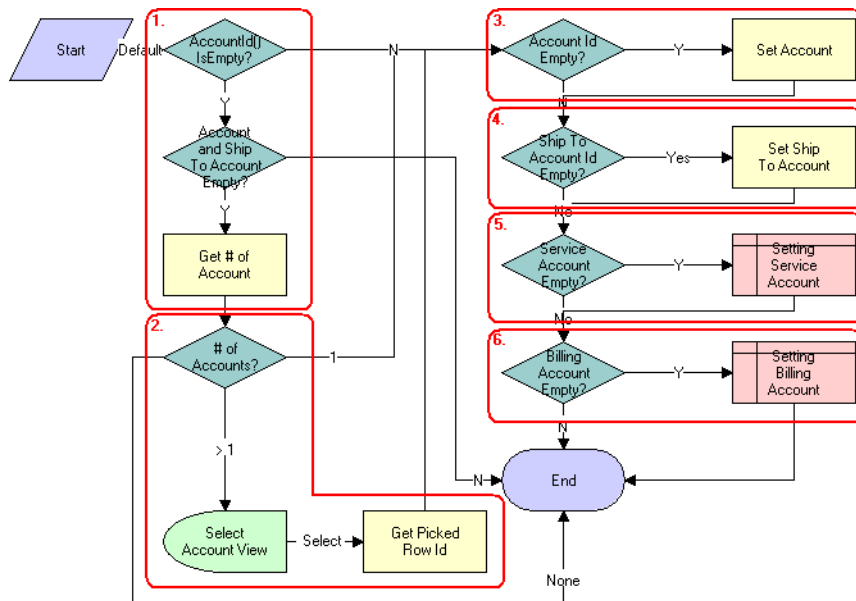 1.
3.
Start
Default
AccountId()
IsEmpty?
N
Account Id
Empty?
Y
Set Account
Y
N
4.
Account
and Ship
To Account
Empty?
Ship To
Account Id
Empty?
Yes
Set Ship
To Account
Y
No
5.
Get # of
Account
Service
Account
Empty?
Y
Setting
Service
Account
2.
No
6.
# of
Accounts?
1
Billing
Account
Empty?
Y
Setting
Billing
Account
N
> 1
N
End
Select
Account View
Select
Get Picked
Row Id
None